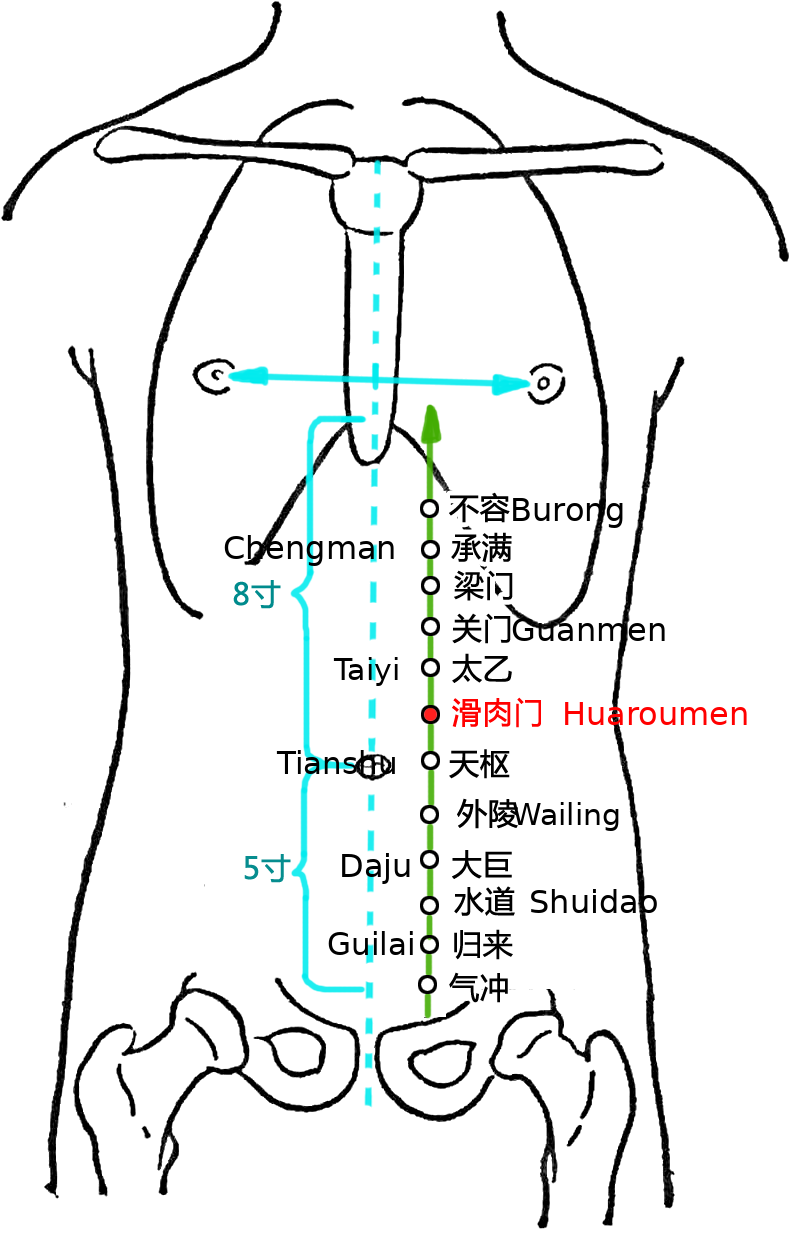 不容Burong
Chengman 承满
8寸
梁门
关门Guanmen
Taiyi 太乙
滑肉门 Huaroumen
Tianshu 天枢
外陵Wailing
5寸
Daju 大巨
水道 Shuidao
Guilai 归来
气冲